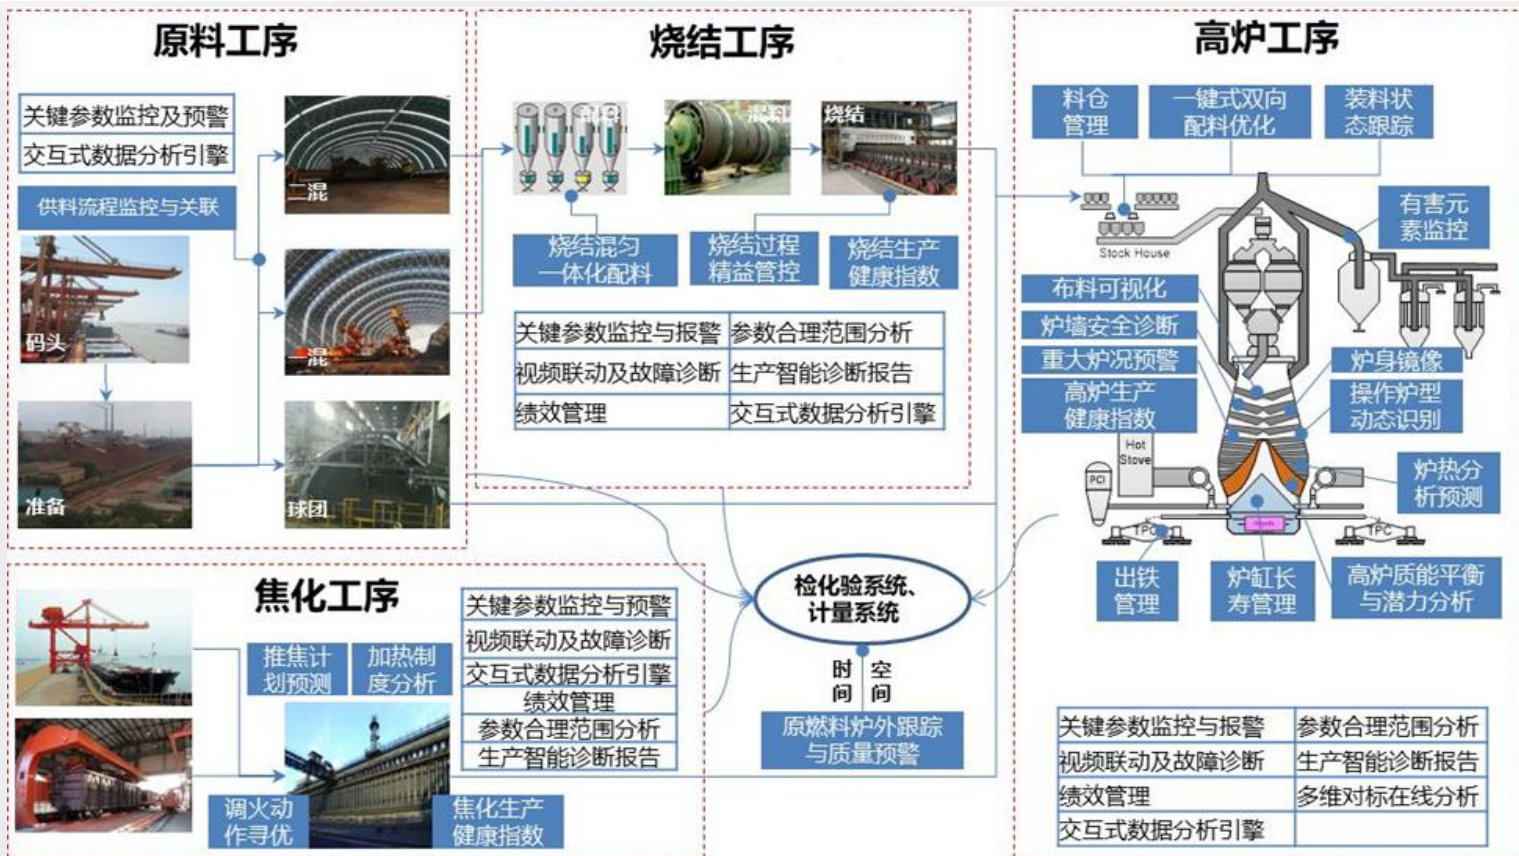 原料工序
关键参数监控及预警
交互式数据分析引擎
供料流程监控与关联
二混
码头
一混
准备
球团
烧结工序
配料
混料
烧结
烧结混匀
一体化配料
烧结过程
精益管控
烧结生产
健康指数
关键参数监控与报警
参数合理范围分析
视频联动及故障诊断
生产智能诊断报告
绩效管理
交互式数据分析引擎
高炉工序
料仓
管理
一键式双向
配料优化
装料状
态跟踪
有害元
素监控
Stock House
布料可视化
炉墙安全诊断
重大炉况预警
高炉生产
健康指数
炉身镜像
操作炉型
动态识别
Hot
Stove
PCI
炉热分
析预测
TPC
TPC
出铁
管理
炉缸长
寿管理
高炉质能平衡
与潜力分析
关键参数监控与报警
参数合理范围分析
视频联动及故障诊断
生产智能诊断报告
绩效管理
多维对标在线分析
交互式数据分析引擎
焦化工序
推焦计
划预测
加热制
度分析
调火动
作寻优
焦化生产
健康指数
关键参数监控与预警
视频联动及故障诊断
交互式数据分析引擎
绩效管理
参数合理范围分析
生产智能诊断报告
检化验系统、
计量系统
时间
空间
原燃料炉外跟踪
与质量预警